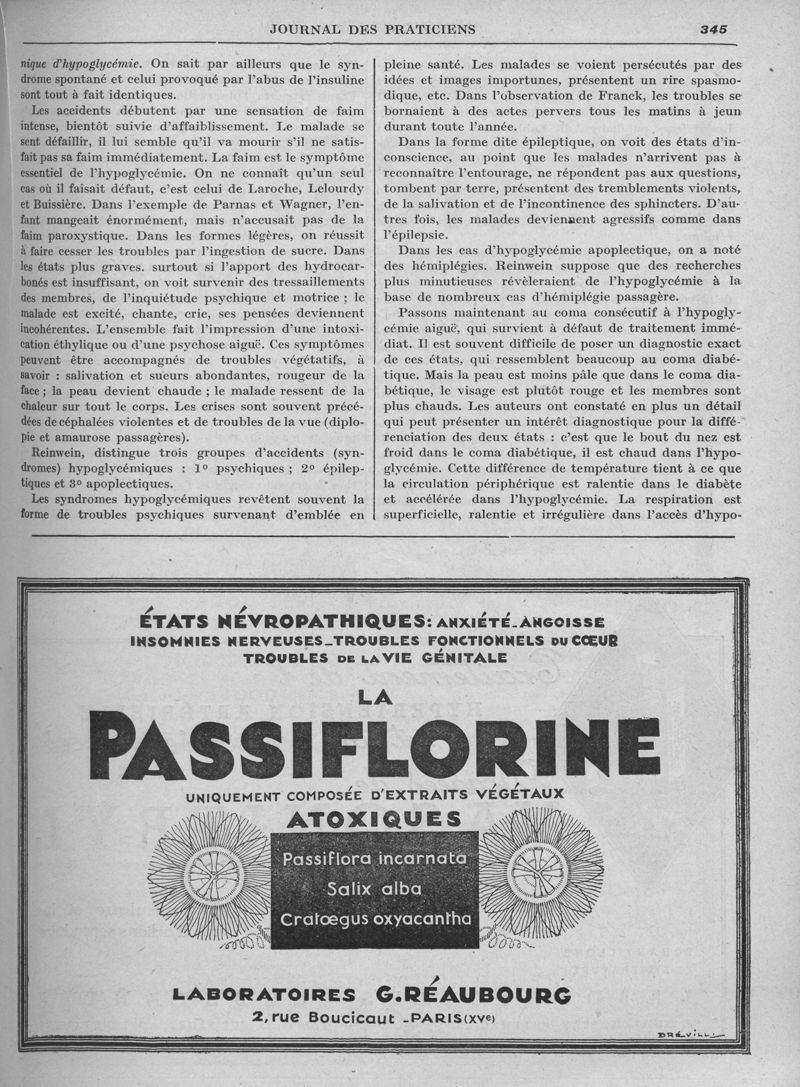 JOURNAL DES PRATICIENS
345
nique d'hypoglycémie. On sait par ailleurs que le syn-
drome spontané et celui provoqué par l'abus de l'insuline
sont tout à fait identiques.
Les accidents débutent par une sensation de faim
intense, bientôt suivie d'affaiblissement. Le malade se
sent défaillir, il lui semble qu'il va mourir s'il ne satis-
fait pas sa faim immédiatement. La faim est le symptôme
essentiel de l'hypoglycémie. On ne connaît qu'un seul
cas où il faisait défaut, c'est celui de Laroche, Lelourdy
et Buissière. Dans l'exemple de Parnas et Wagner, l'en-
fant mangeait énormément, mais n'accusait pas de la
faim paroxystique. Dans les formes légères, on réussit
à faire cesser les troubles par l'ingestion de sucre. Dans
les états plus graves. surtout si l'apport des hydrocar-
bonés est insuffisant, on voit survenir des tressaillements
des membres, de l'inquiétude psychique et motrice ; le
malade est excité, chante, crie, ses pensées deviennent
incohérentes. L'ensemble fait l'impression d'une intoxi-
cation éthylique ou d'une psychose aiguë. Ces symptômes
peuvent être accompagnés de troubles végétatifs, à
savoir : salivation et sueurs abondantes, rougeur de la
face ; la peau devient chaude ; le malade ressent de la
chaleur sur tout le corps. Les crises sont souvent précé-
dées de céphalées violentes et de troubles de la vue (diplo-
pie et amaurose passagères).
Reinwein, distingue trois groupes d'accidents (syn-
dromes) hypoglycémiques : 1º psychiques ; 2º épilep-
tiques et 3º apoplectiques.
Les syndromes hypoglycémiques revêtent souvent la
forme de troubles psychiques survenant d'emblée en
pleine santé. Les malades se voient persécutés par des
idées et images importunes, présentent un rire spasmo-
dique, etc. Dans l'observation de Franck, les troubles se
bornaient à des actes pervers tous les matins à jeun
durant toute l'année.
Dans la forme dite épileptique, on voit des états d'in-
conscience, au point que les malades n'arrivent pas à
reconnaître l'entourage, ne répondent pas aux questions,
tombent par terre, présentent des tremblements violents,
de la salivation et de l'incontinence des sphincters. D'au-
tres fois, les malades deviennent agressifs comme dans
l'épilepsie.
Dans les cas d'hypoglycémie apoplectique, on a noté
des hémiplégies. Reinwein suppose que des recherches
plus minutieuses révèleraient de l'hypoglycémie à la
base de nombreux cas d'hémiplégie passagère.
Passons maintenant au coma consécutif à l'hypogly-
cémie aiguë, qui survient à défaut de traitement immé-
diat. Il est souvent difficile de poser un diagnostic exact
de ces états, qui ressemblent beaucoup au coma diabé-
tique. Mais la peau est moins pâle que dans le coma dia-
bétique, le visage est plutôt rouge et les membres sont
plus chauds. Les auteurs ont constaté en plus un détail
qui peut présenter un intérêt diagnostique pour la diffé-
renciation des deux états : c'est que le bout du nez est
froid dans le coma diabétique, il est chaud dans l'hypo-
glycémie. Cette différence de température tient à ce que
la circulation périphérique est ralentie dans le diabète
et accélérée dans l'hypoglycémie. La respiration est
superficielle, ralentie et irrégulière dans l'accès d'hypo-
ÉTATS NÉVROPATHIQUES: ANXIÉTÉ_ANGOISSE
INSOMNIES NERVEUSES_TROUBLES FONCTIONNELS DU CŒUR
TROUBLES DE LA VIE GÉNITALE
LA
PASSIFLORINE
UNIQUEMENT COMPOSÉE D'EXTRAITS VÉGÉTAUX
ATOXIQUES
Passiflora incarnata
Salix alba
Cratœgus oxyacantha
LABORATOIRES G.RÉAUBOURG
2, rue Boucicaut _PARIS (XVe)